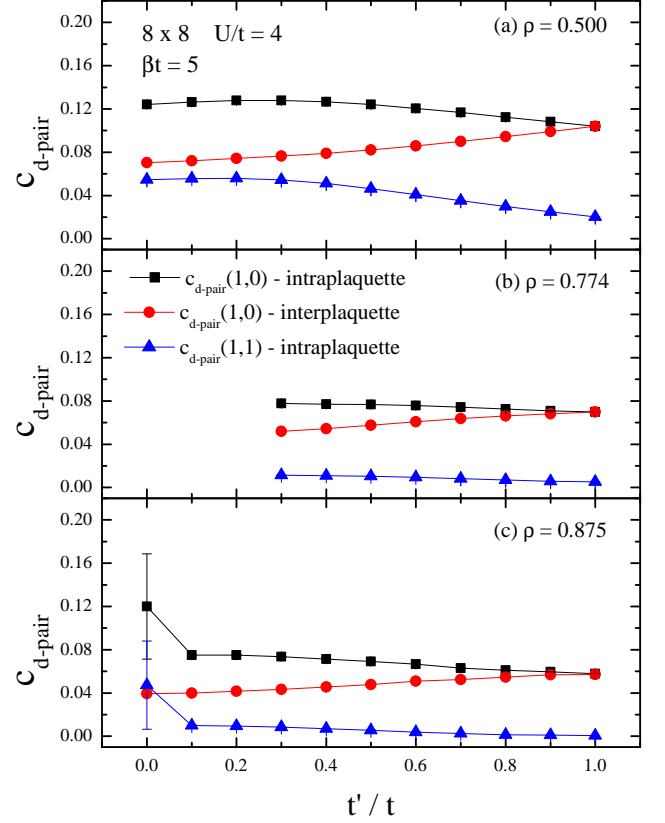 8 x 8 U/t = 4
βt = 5
(a) ρ = 0.500
0.20
0.16
0.12
0.08
0.04
0.00
c_d-pair
c_d-pair(1,0) - intraplaquette
c_d-pair(1,0) - interplaquette
c_d-pair(1,1) - intraplaquette
(b) ρ = 0.774
0.20
0.16
0.12
0.08
0.04
0.00
c_d-pair
(c) ρ = 0.875
0.20
0.16
0.12
0.08
0.04
0.00
c_d-pair
0.0 0.2 0.4 0.6 0.8 1.0
t' / t